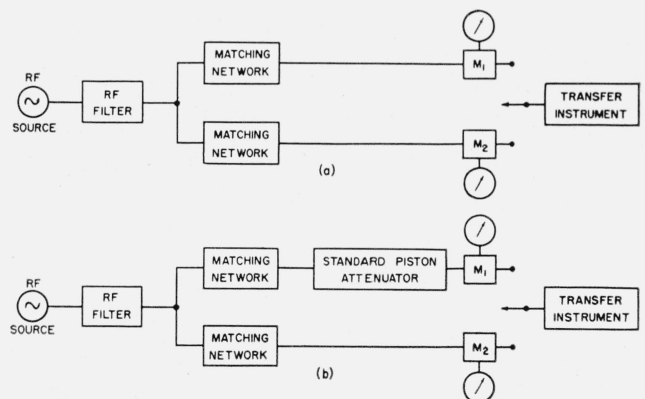 RF
SOURCE
RF
FILTER
MATCHING
NETWORK
MATCHING
NETWORK
M₁
M₂
TRANSFER
INSTRUMENT
(a)
RF
SOURCE
RF
FILTER
MATCHING
NETWORK
STANDARD PISTON
ATTENUATOR
MATCHING
NETWORK
M₁
M₂
TRANSFER
INSTRUMENT
(b)